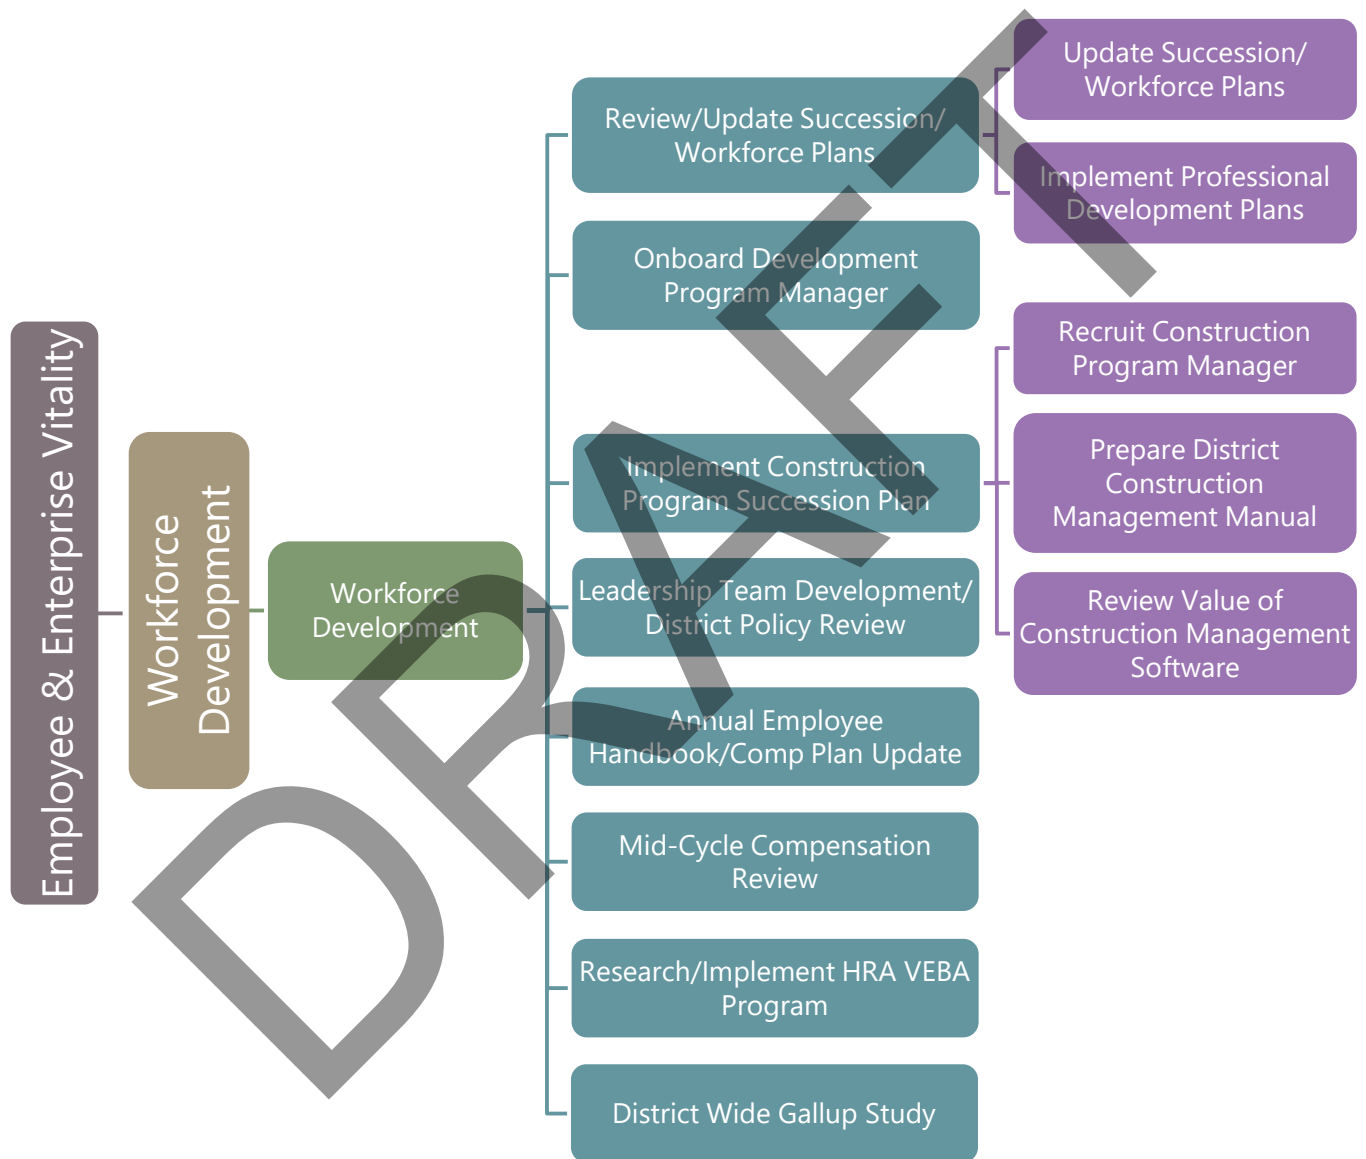 Employee & Enterprise Vitality
Workforce
Development
Workforce
Development
Review/Update Succession/
Workforce Plans
Update Succession/
Workforce Plans
Implement Professional
Development Plans
Onboard Development
Program Manager
Implement Construction
Program Succession Plan
Recruit Construction
Program Manager
Prepare District
Construction
Management Manual
Review Value of
Construction Management
Software
Leadership Team Development/
District Policy Review
Annual Employee
Handbook/Comp Plan Update
Mid-Cycle Compensation
Review
Research/Implement HRA VEBA
Program
District Wide Gallup Study
DRAFT